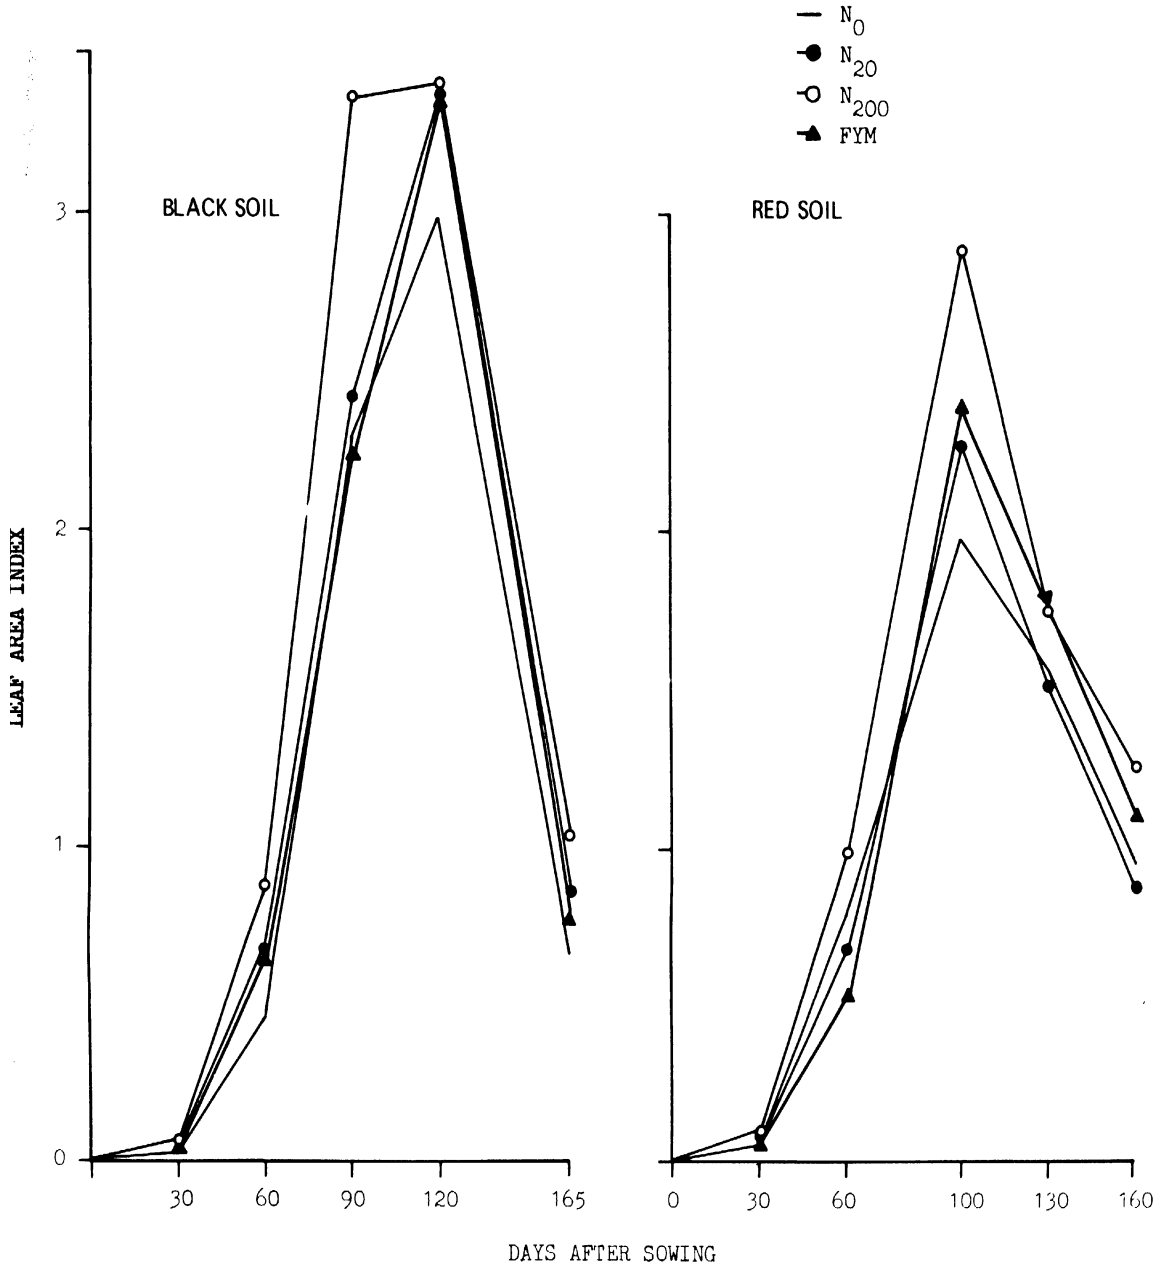 N0
N20
N200
FYM
BLACK SOIL
RED SOIL
3
2
1
0
LEAF AREA INDEX
30 60 90 120 165
0 30 60 100 130 160
DAYS AFTER SOWING